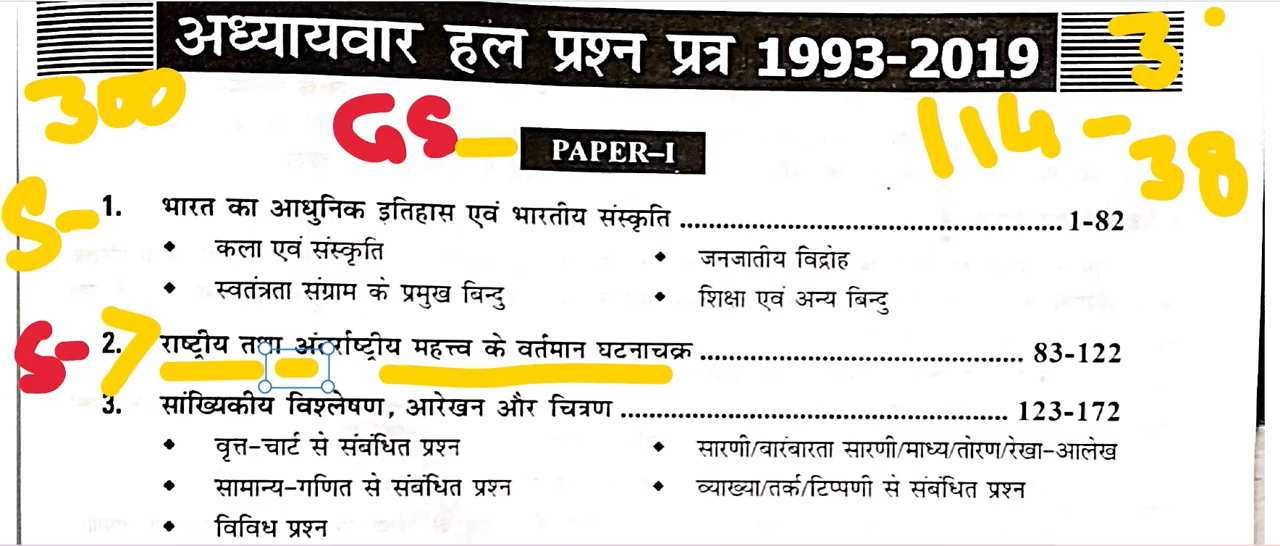 अध्यायवार हल प्रश्न पत्र 1993-2019 3
300 GS- PAPER–I 114 - 38
S- 1. भारत का आधुनिक इतिहास एवं भारतीय संस्कृति ........................................................ 1-82
• कला एवं संस्कृति • जनजातीय विद्रोह
• स्वतंत्रता संग्राम के प्रमुख बिन्दु • शिक्षा एवं अन्य बिन्दु
S-7 2. राष्ट्रीय तथा अंतर्राष्ट्रीय महत्त्व के वर्तमान घटनाचक्र ................................................ 83-122
3. सांख्यिकीय विश्लेषण, आरेखन और चित्रण ......................................................... 123-172
• वृत्त-चार्ट से संबंधित प्रश्न • सारणी/बारंबारता सारणी/माध्य/तोरण/रेखा-आलेख
• सामान्य-गणित से संबंधित प्रश्न • व्याख्या/तर्क/टिप्पणी से संबंधित प्रश्न
• विविध प्रश्न